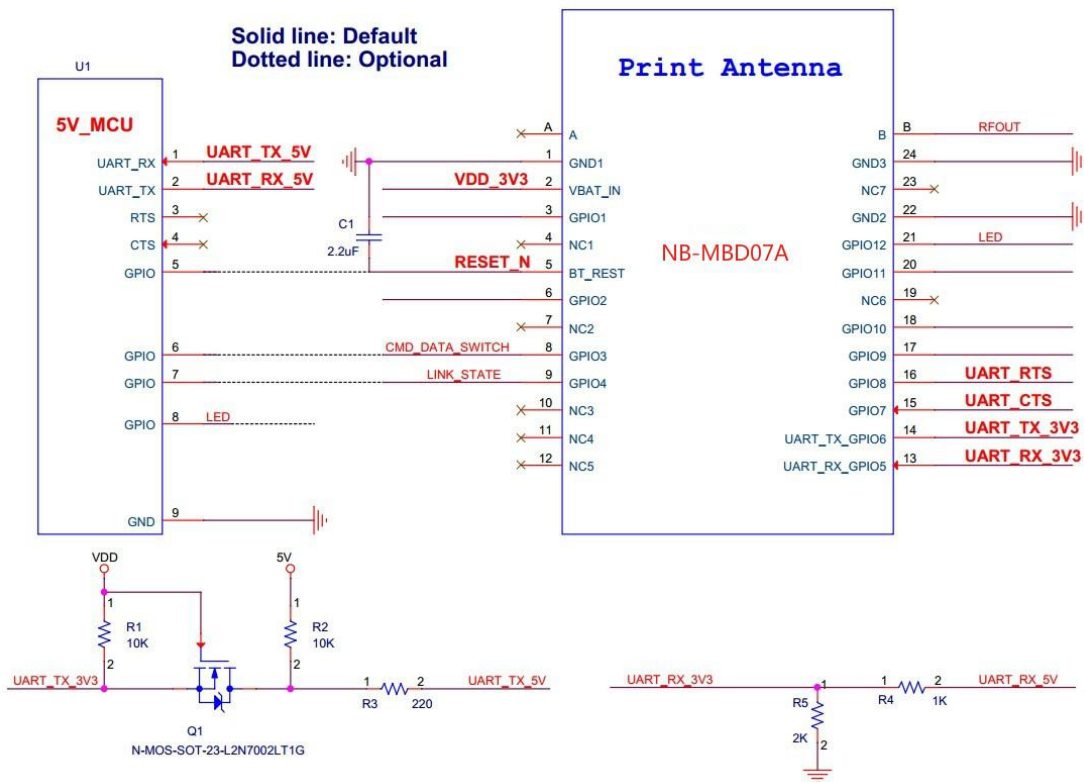 Solid line: Default
Dotted line: Optional
U1
5V_MCU
UART_RX 1 UART_TX_5V
UART_TX 2 UART_RX_5V
RTS 3
CTS 4
GPIO 5
GPIO 6
GPIO 7
GPIO 8 LED
GND 9
C1
2.2uF
Print Antenna
NB-MBD07A
A A
1 GND1
VDD_3V3 2 VBAT_IN
3 GPIO1
4 NC1
RESET_N 5 BT_REST
6 GPIO2
7 NC2
CMD_DATA_SWITCH 8 GPIO3
LINK_STATE 9 GPIO4
10 NC3
11 NC4
12 NC5
B B RFOUT
GND3 24
NC7 23
GND2 22
GPIO12 21 LED
GPIO11 20
NC6 19
GPIO10 18
GPIO9 17
GPIO8 16 UART_RTS
GPIO7 15 UART_CTS
UART_TX_GPIO6 14 UART_TX_3V3
UART_RX_GPIO5 13 UART_RX_3V3
VDD
5V
1
R1
10K
2
1
R2
10K
2
UART_TX_3V3
1 2 UART_TX_5V
R3 220
Q1
N-MOS-SOT-23-L2N7002LT1G
UART_RX_3V3
1
R5
2K
2
1 2 UART_RX_5V
R4 1K